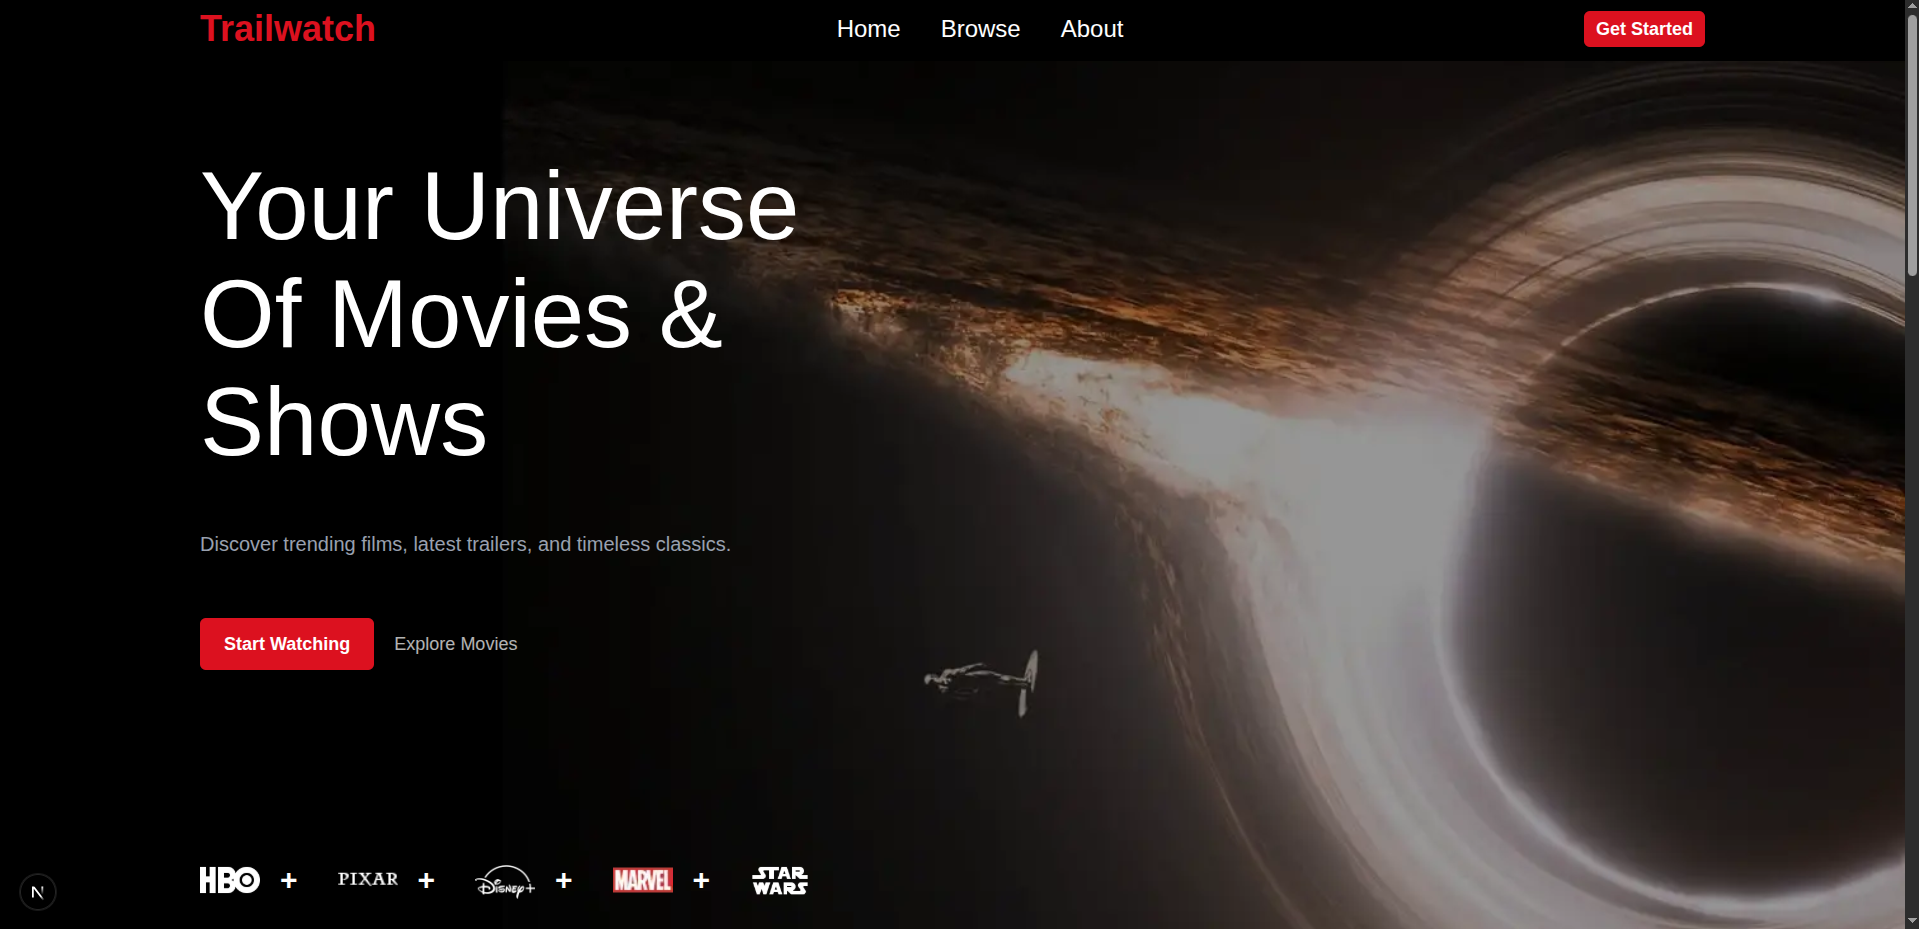 Trailwatch
Home Browse About
Get Started
Your Universe
Of Movies &
Shows
Discover trending films, latest trailers, and timeless classics.
Start Watching
Explore Movies
HBO + PIXAR + Disney+ + MARVEL + STAR WARS
N